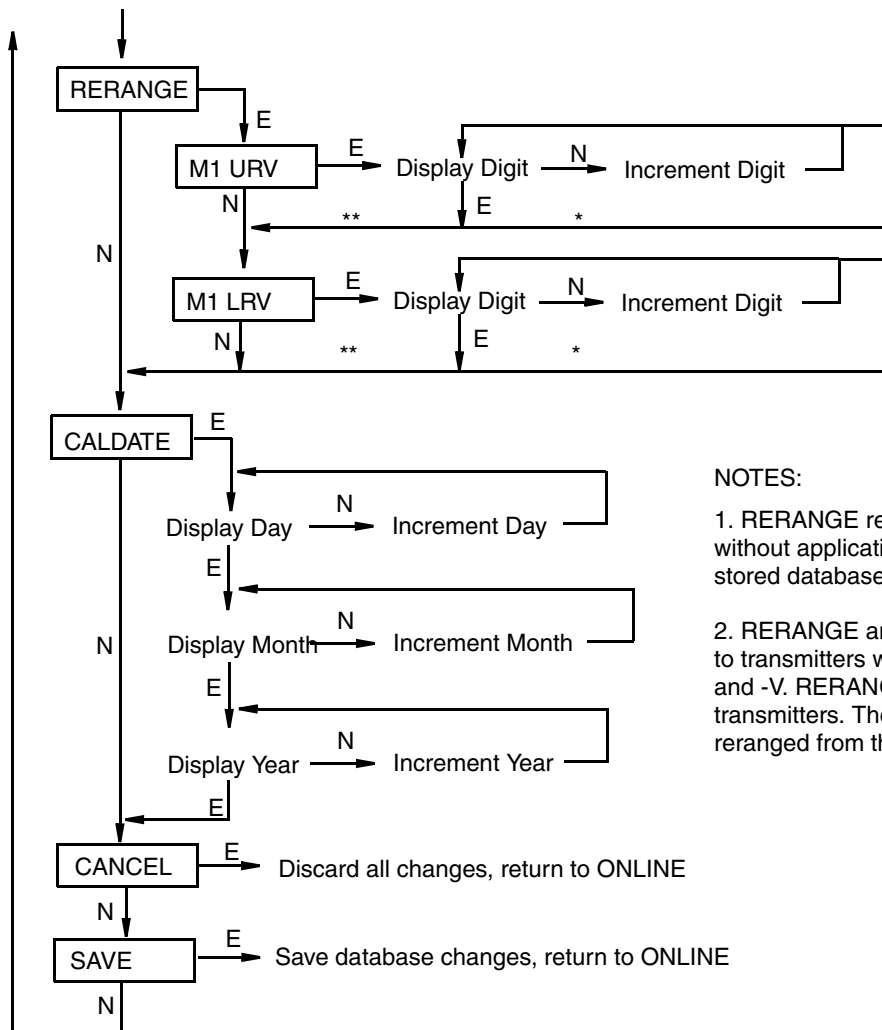 RERANGE
E
M1 URV
E
Display Digit
N
Increment Digit
N
E
** *
N
M1 LRV
E
Display Digit
N
Increment Digit
N
E
** *
CALDATE
E
Display Day
N
Increment Day
E
N
Display Month
N
Increment Month
E
Display Year
N
Increment Year
E
CANCEL
E
Discard all changes, return to ONLINE
N
SAVE
E
Save database changes, return to ONLINE
N
NOTES:
1. RERANGE re
without applicati
stored database
2. RERANGE an
to transmitters w
and -V. RERANG
transmitters. The
reranged from th